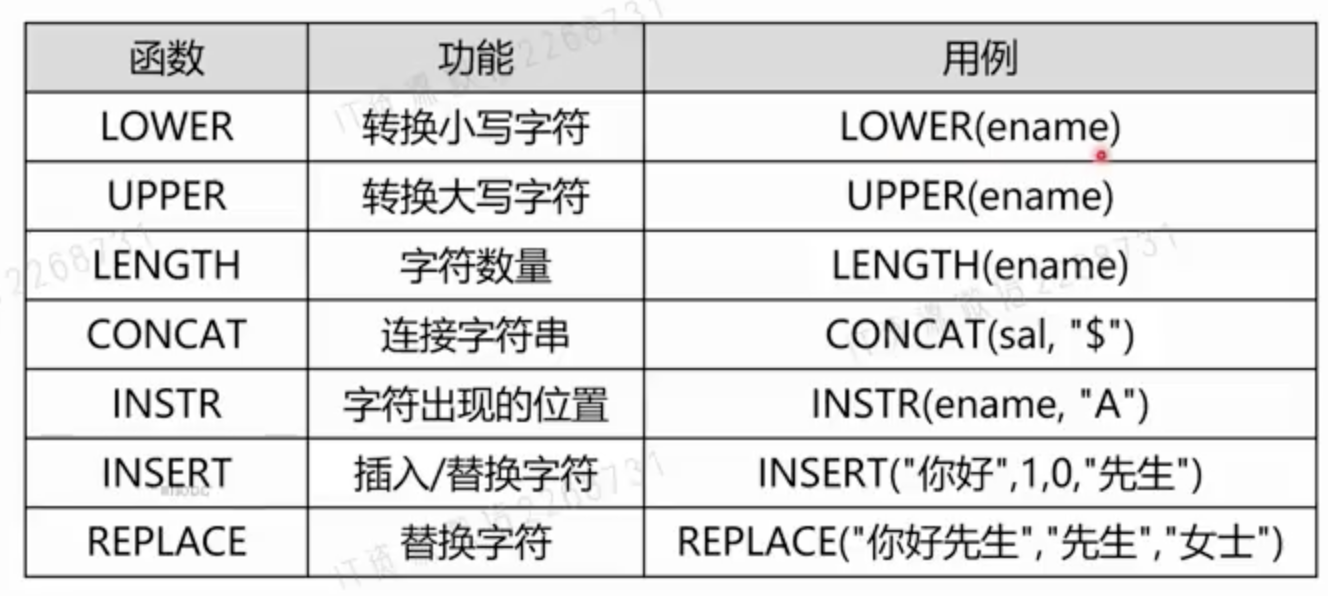 函数 功能 用例
LOWER 转换小写字符 LOWER(ename)
UPPER 转换大写字符 UPPER(ename)
LENGTH 字符数量 LENGTH(ename)
CONCAT 连接字符串 CONCAT(sal, "$")
INSTR 字符出现的位置 INSTR(ename, "A")
INSERT 插入/替换字符 INSERT("你好",1,0,"先生")
REPLACE 替换字符 REPLACE("你好先生","先生","女士")